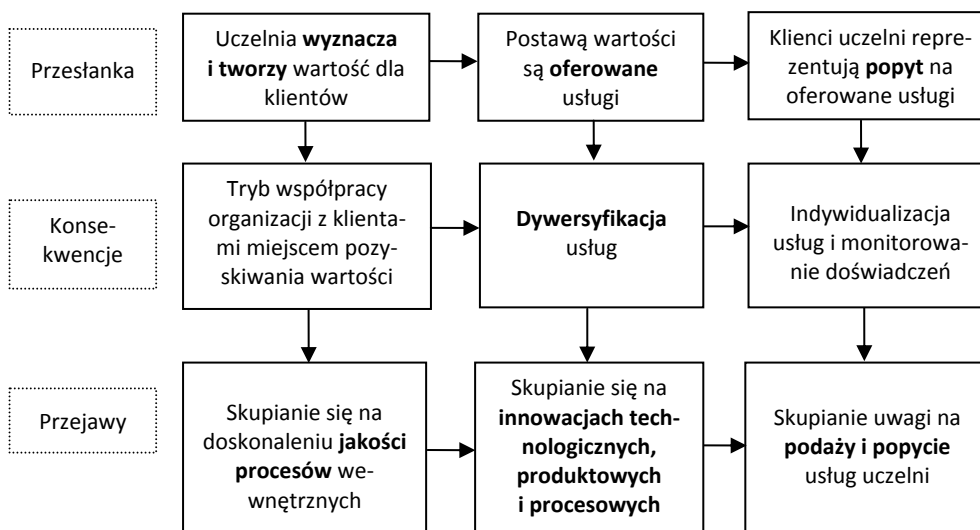 Przesłanka
Uczelnia wyznacza
i tworzy wartość dla
klientów
Postawą wartości
są oferowane
usługi
Klienci uczelni repre-
zentują popyt na
oferowane usługi
Konse-
kwencje
Tryb współpracy
organizacji z klienta-
mi miejscem pozy-
skiwania wartości
Dywersyfikacja
usług
Indywidualizacja
usług i monitorowa-
nie doświadczeń
Przejawy
Skupianie się na
doskonaleniu jakości
procesów we-
wnętrznych
Skupianie się na
innowacjach tech-
nologicznych,
produktowych
i procesowych
Skupianie uwagi na
podaży i popycie
usług uczelni